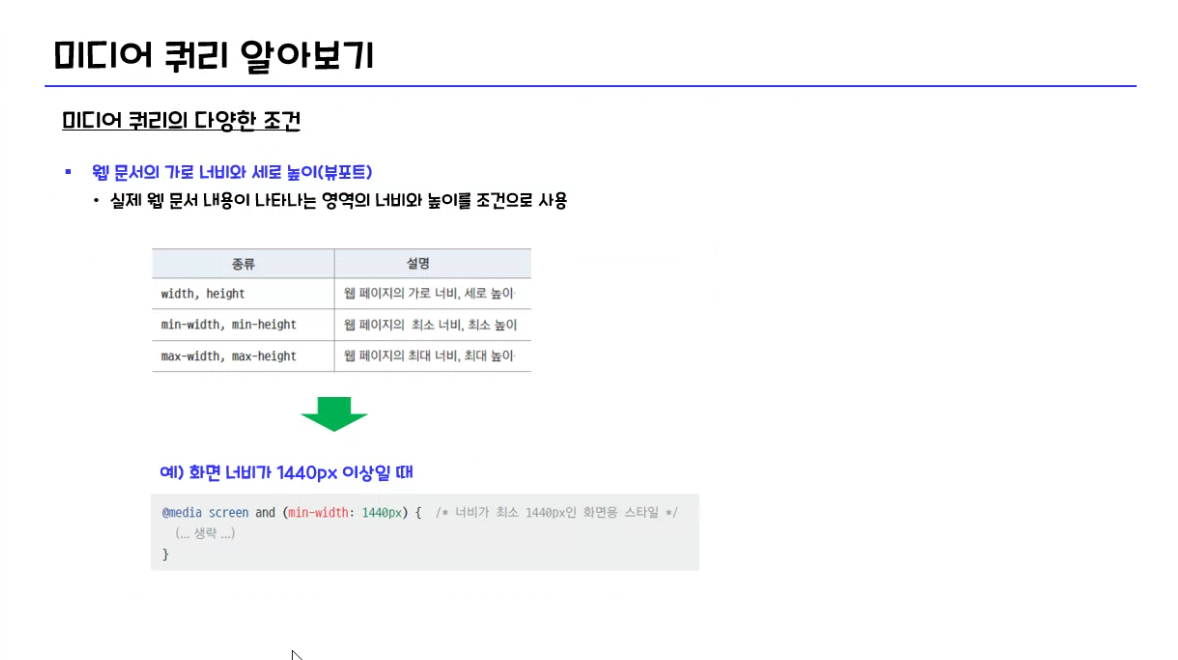 미디어 쿼리 알아보기
미디어 쿼리의 다양한 조건
▪ 웹 문서의 가로 너비와 세로 높이(뷰포트)
• 실제 웹 문서 내용이 나타나는 영역의 너비와 높이를 조건으로 사용
종류 설명
width, height 웹 페이지의 가로 너비, 세로 높이
min-width, min-height 웹 페이지의 최소 너비, 최소 높이
max-width, max-height 웹 페이지의 최대 너비, 최대 높이
예) 화면 너비가 1440px 이상일 때
@media screen and (min-width: 1440px) { /* 너비가 최소 1440px인 화면용 스타일 */
(... 생략 ...)
}